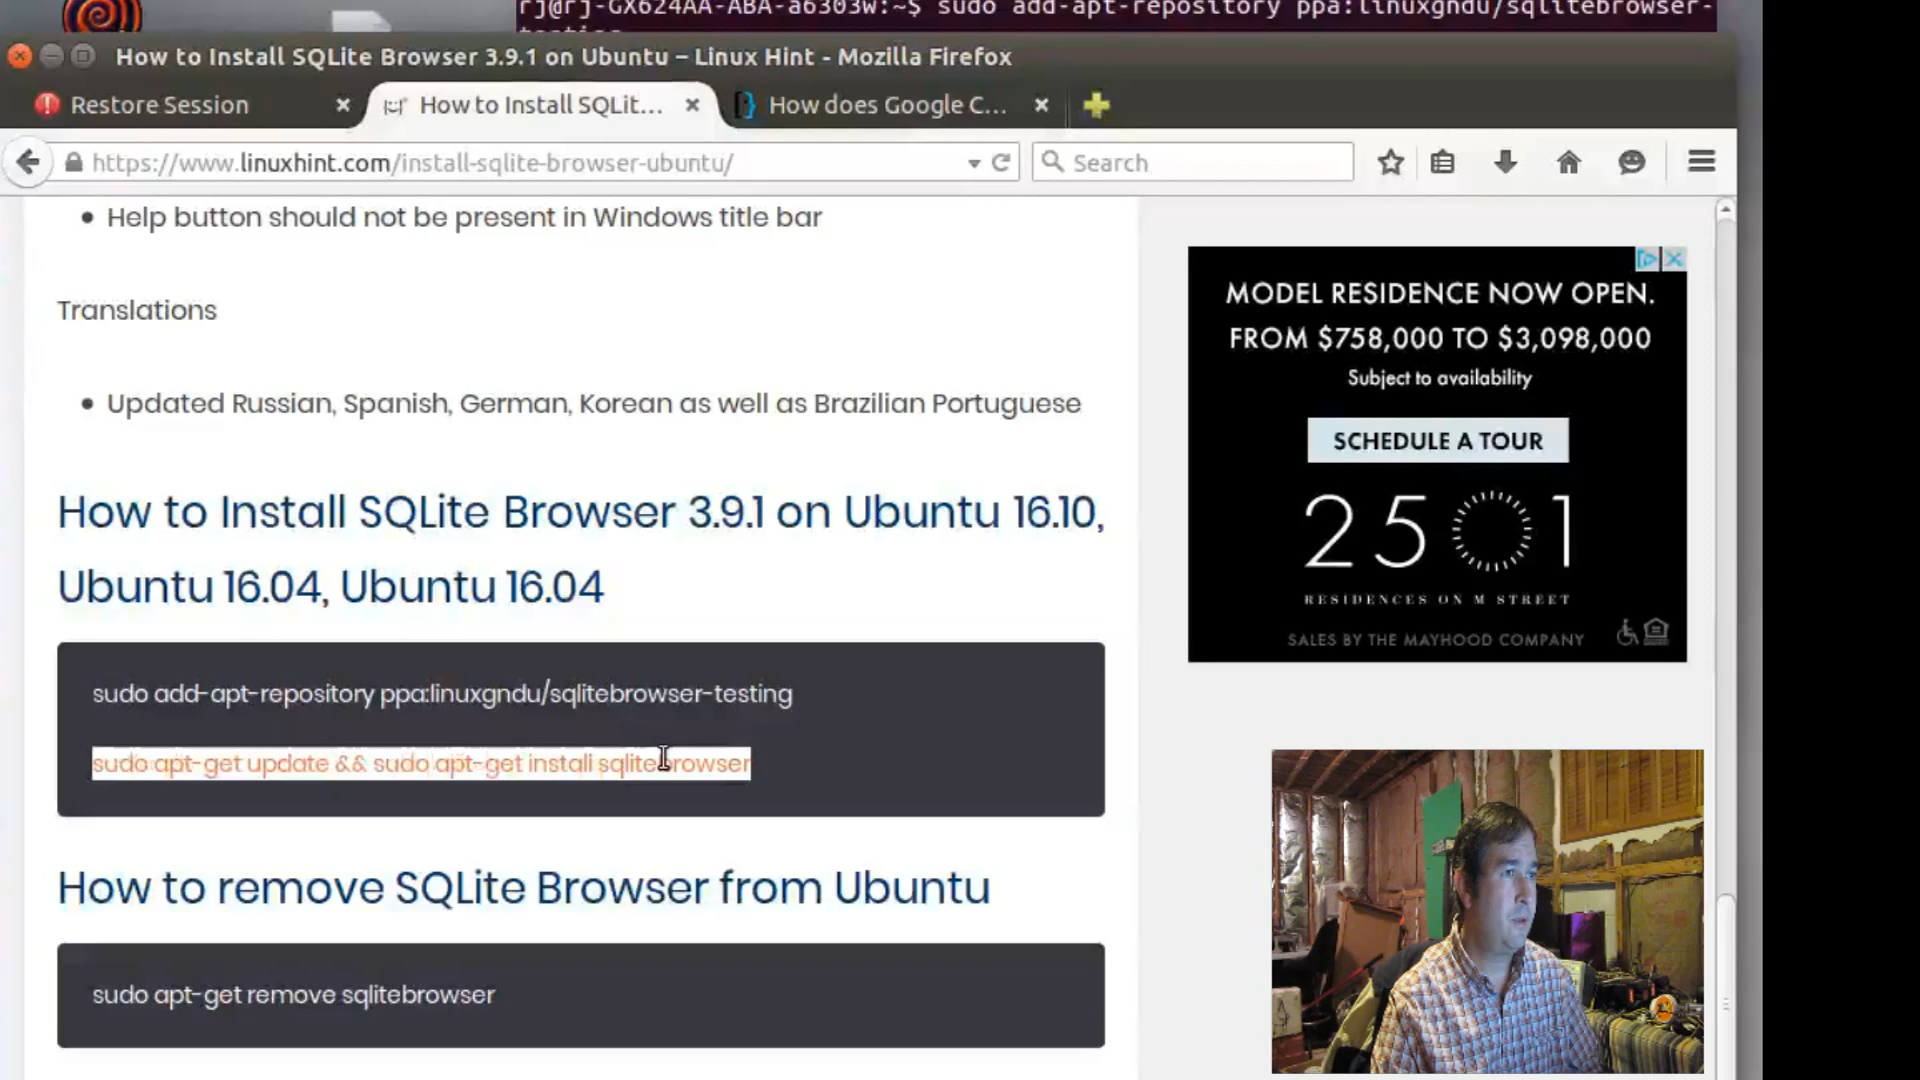 rj@rj-GX624AA-ABA-a6303w:~$ sudo add-apt-repository ppa:linuxgndu/sqlitebrowser-
testing
How to Install SQLite Browser 3.9.1 on Ubuntu – Linux Hint - Mozilla Firefox
Restore Session
How to Install SQLit...
How does Google C...
https://www.linuxhint.com/install-sqlite-browser-ubuntu/
Search
• Help button should not be present in Windows title bar
Translations
• Updated Russian, Spanish, German, Korean as well as Brazilian Portuguese
How to Install SQLite Browser 3.9.1 on Ubuntu 16.10,
Ubuntu 16.04, Ubuntu 16.04
sudo add-apt-repository ppa:linuxgndu/sqlitebrowser-testing
sudo apt-get update && sudo apt-get install sqlitebrowser
How to remove SQLite Browser from Ubuntu
sudo apt-get remove sqlitebrowser
MODEL RESIDENCE NOW OPEN.
FROM $758,000 TO $3,098,000
Subject to availability
SCHEDULE A TOUR
2501
RESIDENCES ON M STREET
SALES BY THE MAYHOOD COMPANY